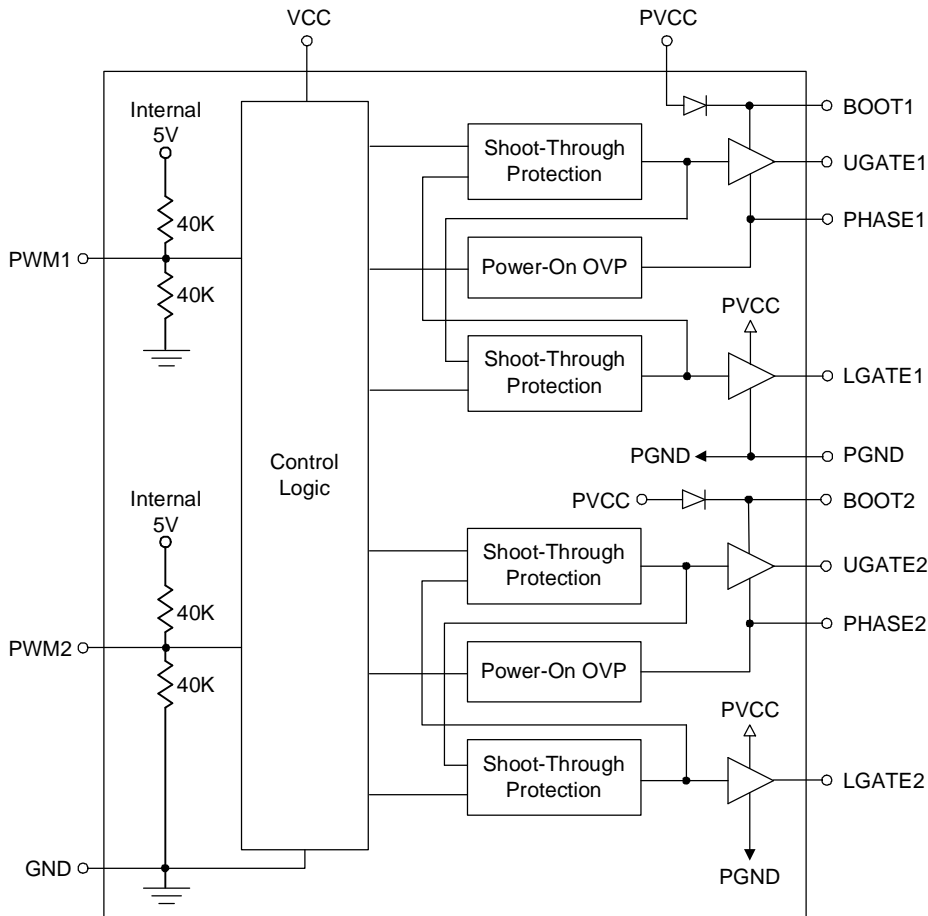 VCC
PVCC
Internal
5V
40K
40K
PWM1
Shoot-Through
Protection
Power-On OVP
Shoot-Through
Protection
BOOT1
UGATE1
PHASE1
PVCC
LGATE1
PGND
PGND
Control
Logic
Internal
5V
40K
40K
PWM2
GND
PVCC
BOOT2
Shoot-Through
Protection
UGATE2
PHASE2
Power-On OVP
PVCC
Shoot-Through
Protection
LGATE2
PGND